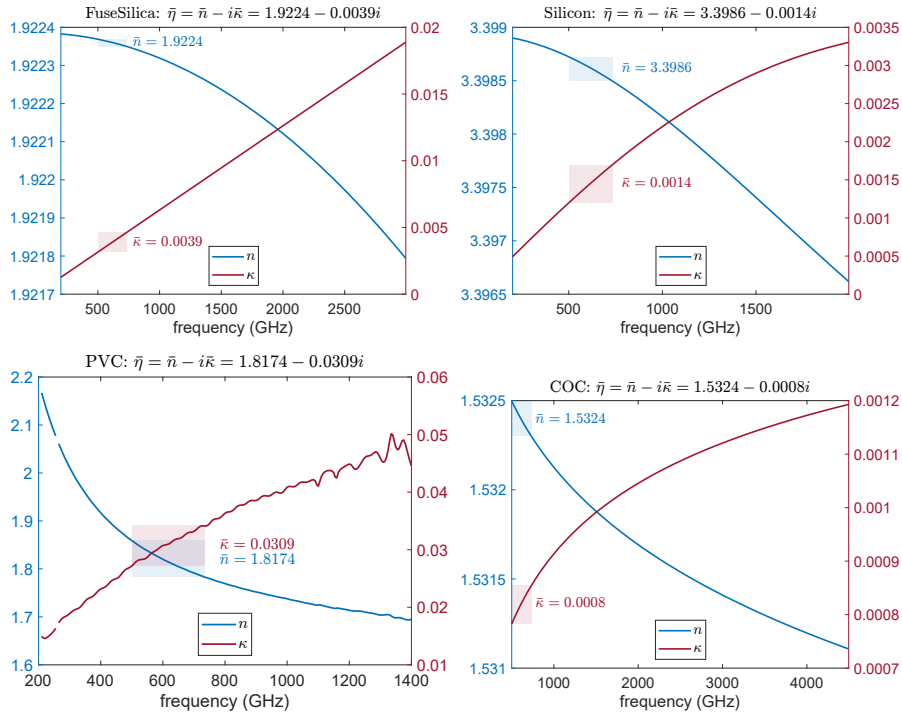 FuseSilica: η̄ = n̄ − iκ̄ = 1.9224 − 0.0039i
1.9224
1.9223
1.9222
1.9221
1.922
1.9219
1.9218
1.9217
n̄ = 1.9224
κ̄ = 0.0039
n
κ
0.02
0.015
0.01
0.005
0
500
1000
1500
2000
2500
frequency (GHz)
Silicon: η̄ = n̄ − iκ̄ = 3.3986 − 0.0014i
3.399
3.3985
3.398
3.3975
3.397
3.3965
n̄ = 3.3986
κ̄ = 0.0014
n
κ
0.0035
0.003
0.0025
0.002
0.0015
0.001
0.0005
0
500
1000
1500
frequency (GHz)
PVC: η̄ = n̄ − iκ̄ = 1.8174 − 0.0309i
2.2
2.1
2
1.9
1.8
1.7
1.6
κ̄ = 0.0309
n̄ = 1.8174
n
κ
0.06
0.05
0.04
0.03
0.02
0.01
200
400
600
800
1000
1200
1400
frequency (GHz)
COC: η̄ = n̄ − iκ̄ = 1.5324 − 0.0008i
1.5325
1.532
1.5315
1.531
n̄ = 1.5324
κ̄ = 0.0008
n
κ
0.0012
0.0011
0.001
0.0009
0.0008
0.0007
1000
2000
3000
4000
frequency (GHz)